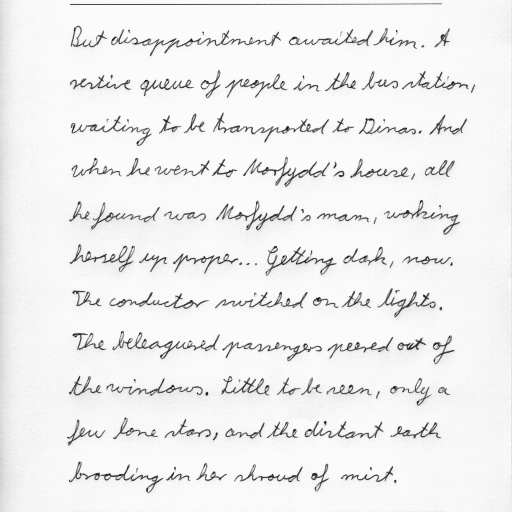 But disappointment awaited him. A
restive queue of people in the bus station,
waiting to be transported to Dinas. And
when he went to Morfydd's house, all
he found was Morfydd's mam, working
herself up proper... Getting dark, now.
The conductor switched on the lights.
The beleaguered passengers peered out of
the windows. Little to be seen, only a
few lone stars, and the distant earth
brooding in her shroud of mist.